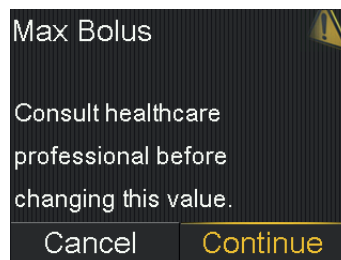 Max Bolus
Consult healthcare
professional before
changing this value.
Cancel
Continue